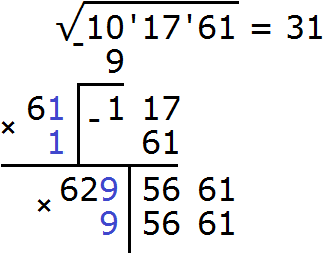 √10'17'61 = 31
- 9
61 - 1 17
× 1 61
× 629 56 61
9 56 61